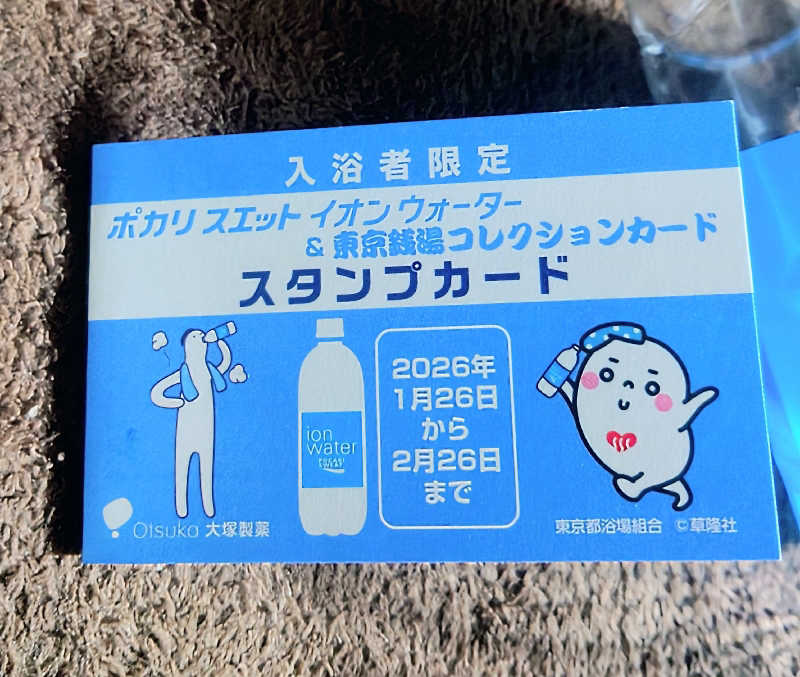 入浴者限定
ポカリスエット イオンウォーター
& 東京銭湯コレクションカード
スタンプカード
2026年
1月26日
から
2月26日
まで
ion
water
POCARI
SWEAT
Otsuka 大塚製薬
東京都浴場組合 ©草隆社